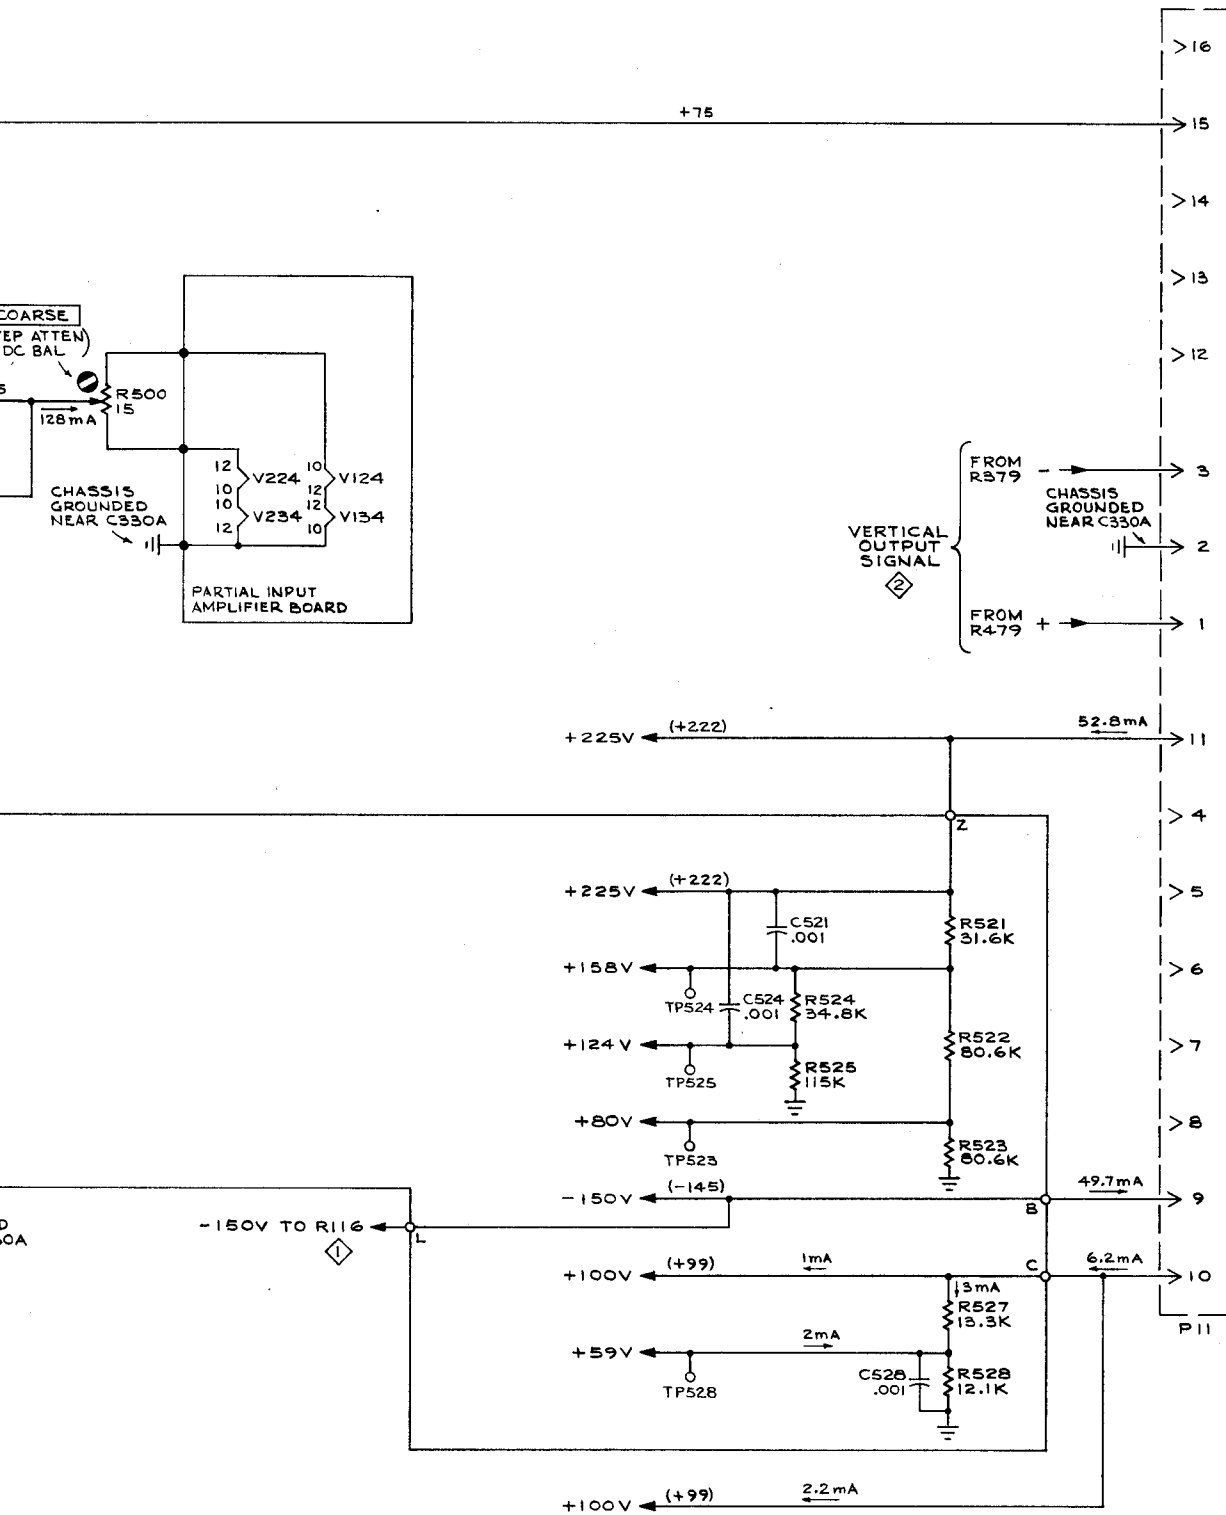 16
+75
15
14
13
COARSE
EP ATTEN)
DC BAL
12
R500
15
128mA
12
10
V224
10
12
V234
10
12
V124
12
10
V134
CHASSIS
GROUNDED
NEAR C330A
PARTIAL INPUT
AMPLIFIER BOARD
VERTICAL
OUTPUT
SIGNAL
2
FROM
R379
-
3
CHASSIS
GROUNDED
NEAR C330A
2
FROM
R479
+
1
+225V
(+222)
52.8mA
11
Z
4
+225V
(+222)
5
C521
.001
R521
31.6K
+158V
6
TP524
C524
.001
R524
34.8K
R522
80.6K
+124V
7
TP525
R525
115K
+80V
8
TP523
R523
80.6K
-150V
(-145)
B
49.7mA
9
-150V TO R116
L
1
D
0A
+100V
(+99)
1mA
C
6.2mA
10
3mA
R527
13.3K
P11
+59V
2mA
TP528
C528
.001
R528
12.1K
+100V
(+99)
2.2mA